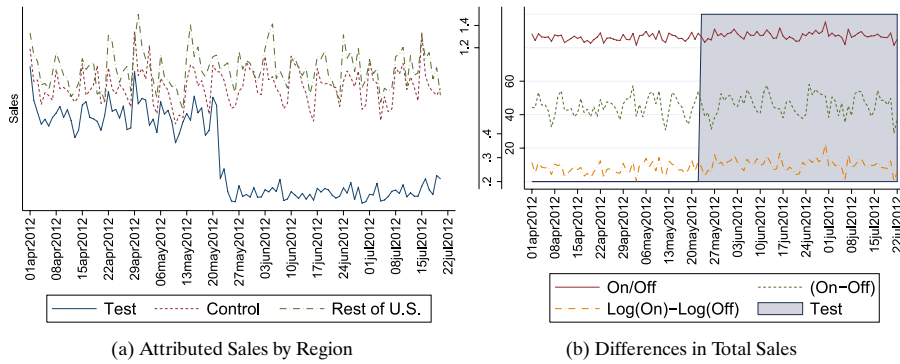 Sales
01apr2012
08apr2012
15apr2012
22apr2012
29apr2012
06may2012
13may2012
20may2012
27may2012
03jun2012
10jun2012
17jun2012
24jun2012
01jul2012
08jul2012
15jul2012
22jul2012
Test Control Rest of U.S.
(a) Attributed Sales by Region
1.2 1.4
.2 .3 .4
60
40
20
01apr2012
08apr2012
15apr2012
22apr2012
29apr2012
06may2012
13may2012
20may2012
27may2012
03jun2012
10jun2012
17jun2012
24jun2012
01jul2012
08jul2012
15jul2012
22jul2012
On/Off (On−Off)
Log(On)−Log(Off) Test
(b) Differences in Total Sales